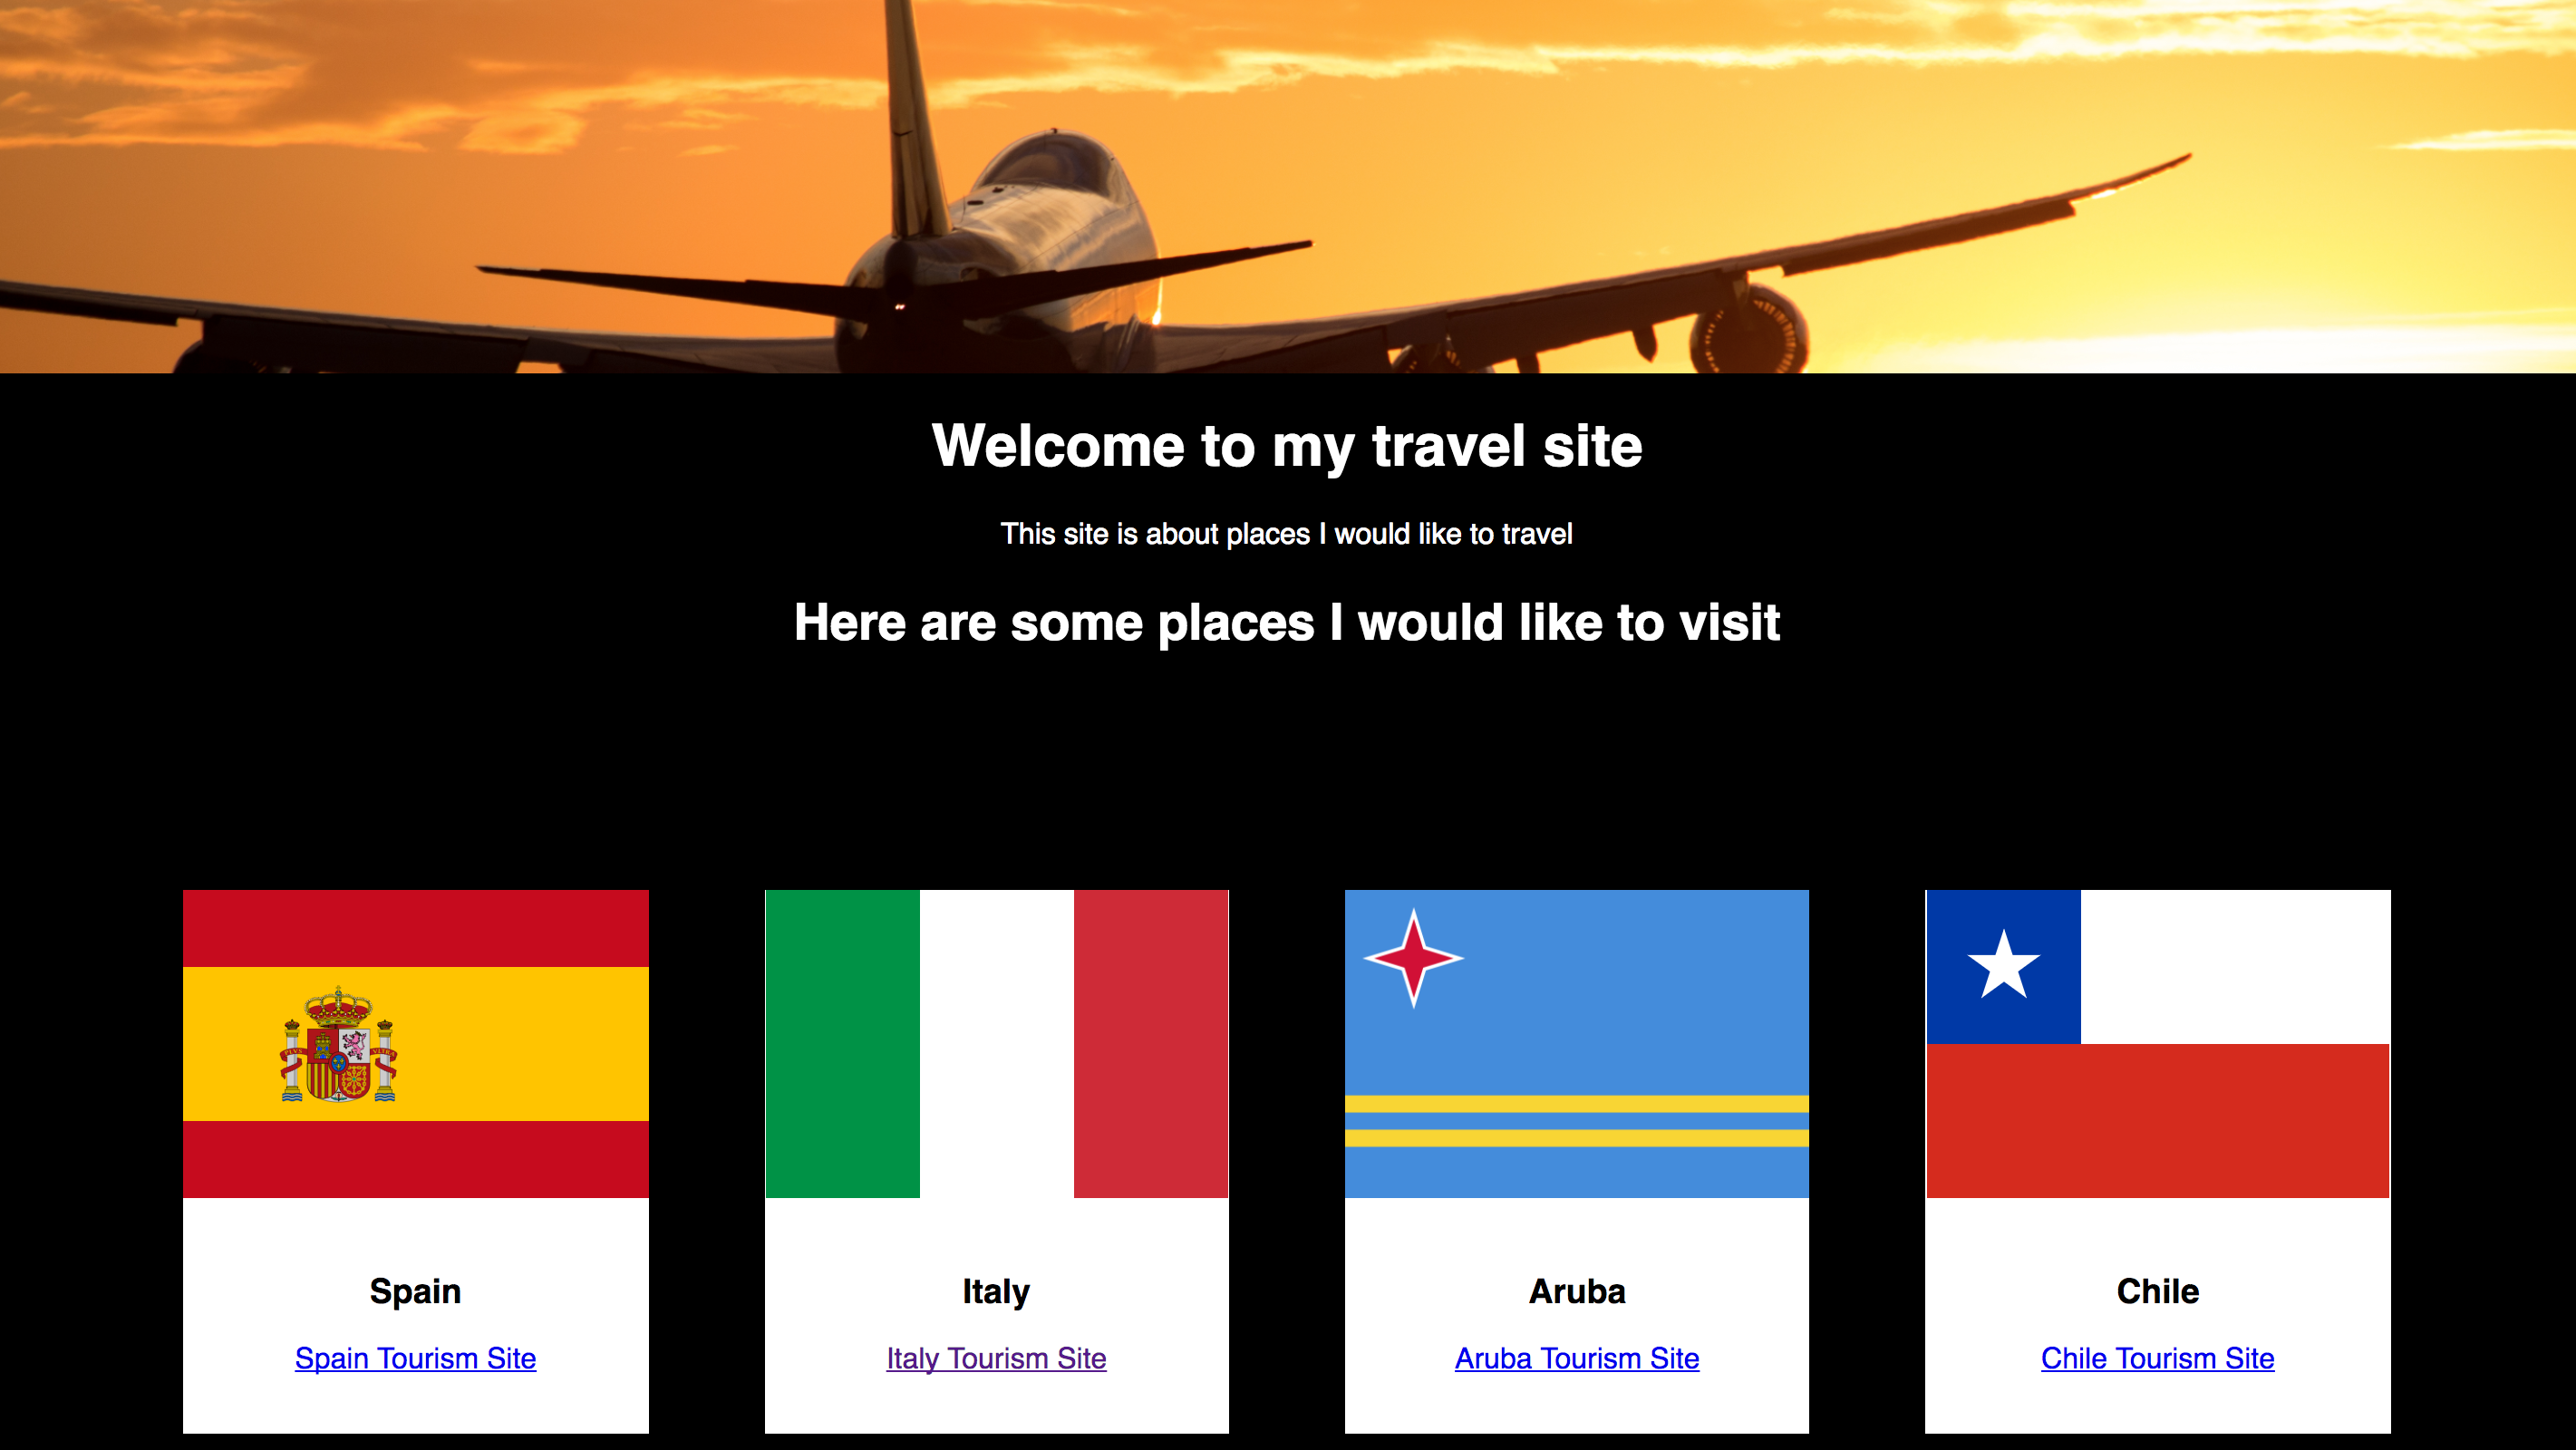 Welcome to my travel site
This site is about places I would like to travel
Here are some places I would like to visit
Spain
Spain Tourism Site
Italy
Italy Tourism Site
Aruba
Aruba Tourism Site
Chile
Chile Tourism Site